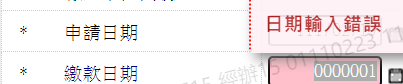 日期輸入錯誤
* 申請日期
* 繳款日期 0000001